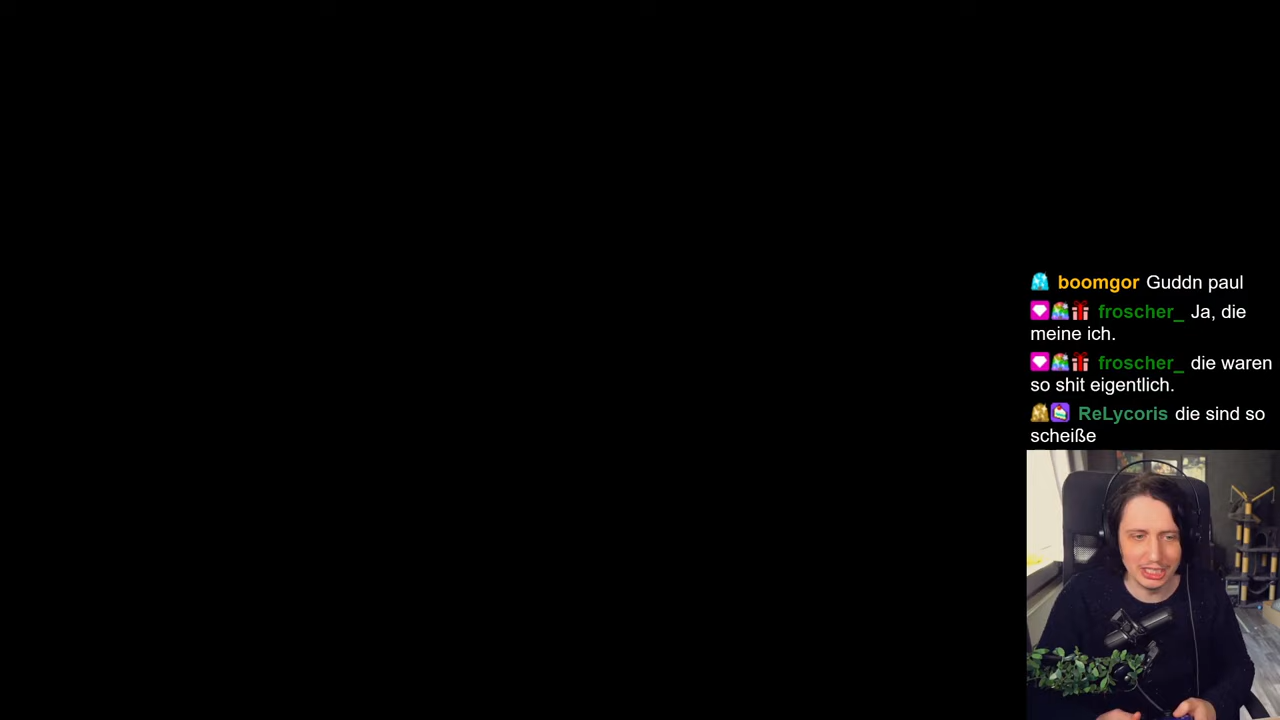 boomgor Guddn paul
froscher_ Ja, die
meine ich.
froscher_ die waren
so shit eigentlich.
ReLycoris die sind so
scheiße